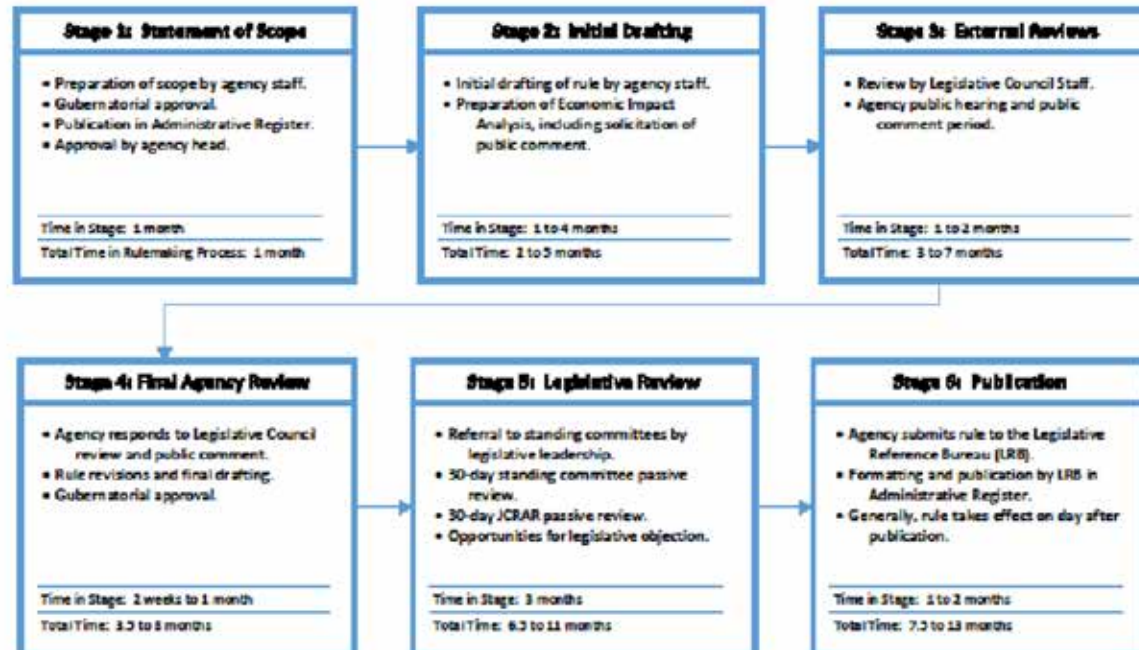 Stage 1: Statement of Scope
• Preparation of scope by agency staff.
• Gubernatorial approval.
• Publication in Administrative Register.
• Approval by agency head.
Time in Stage: 1 month
Total Time in Rulemaking Process: 1 month
Stage 2: Initial Drafting
• Initial drafting of rule by agency staff.
• Preparation of Economic Impact
Analysis, including solicitation of
public comment.
Time in Stage: 1 to 4 months
Total Time: 2 to 5 months
Stage 3: External Reviews
• Review by Legislative Council Staff.
• Agency public hearing and public
comment period.
Time in Stage: 1 to 2 months
Total Time: 3 to 7 months
Stage 4: Final Agency Review
• Agency responds to Legislative Council
review and public comment.
• Rule revisions and final drafting.
• Gubernatorial approval.
Time in Stage: 2 weeks to 1 month
Total Time: 3.5 to 8 months
Stage 5: Legislative Review
• Referral to standing committees by
legislative leadership.
• 30-day standing committee passive
review.
• 30-day JCRAR passive review.
• Opportunities for legislative objection.
Time in Stage: 3 months
Total Time: 6.5 to 11 months
Stage 6: Publication
• Agency submits rule to the Legislative
Reference Bureau (LRB).
• Formatting and publication by LRB in
Administrative Register.
• Generally, rule takes effect on day after
publication.
Time in Stage: 1 to 2 months
Total Time: 7.5 to 13 months